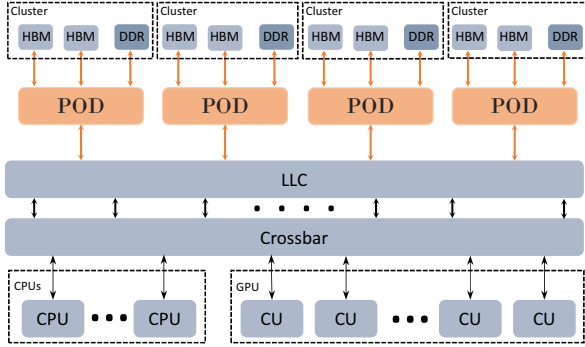 Cluster Cluster Cluster Cluster
HBM HBM DDR HBM HBM DDR HBM HBM DDR HBM HBM DDR
POD POD POD POD
LLC
Crossbar
CPUs GPU
CPU CPU CU CU CU CU